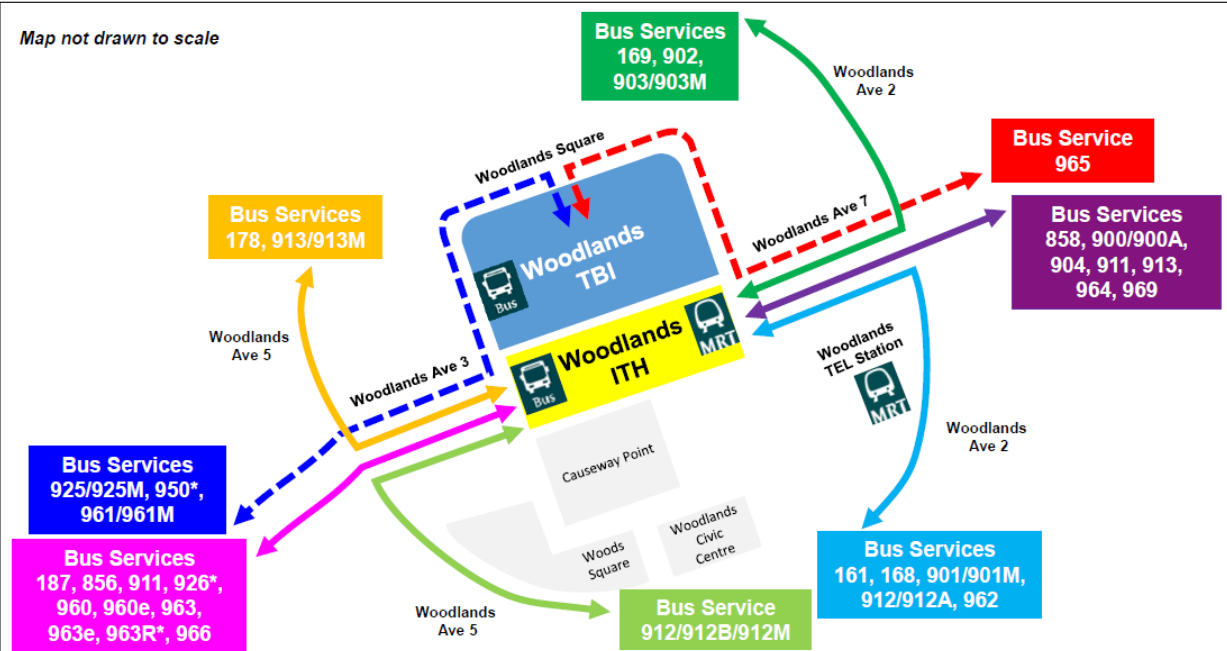 Map not drawn to scale
Bus Services
169, 902,
903/903M
Woodlands
Ave 2
Woodlands Square
Bus Service
965
Bus Services
178, 913/913M
Woodlands Ave 7
Bus Services
858, 900/900A,
904, 911, 913,
964, 969
Woodlands
TBI
Bus
Woodlands
Ave 5
Woodlands
ITH
MRT
Bus
Woodlands
TEL Station
MRT
Woodlands Ave 3
Woodlands
Ave 2
Causeway Point
Bus Services
925/925M, 950*,
961/961M
Woodlands
Civic
Centre
Woods
Square
Bus Services
187, 856, 911, 926*,
960, 960e, 963,
963e, 963R*, 966
Bus Services
161, 168, 901/901M,
912/912A, 962
Woodlands
Ave 5
Bus Service
912/912B/912M